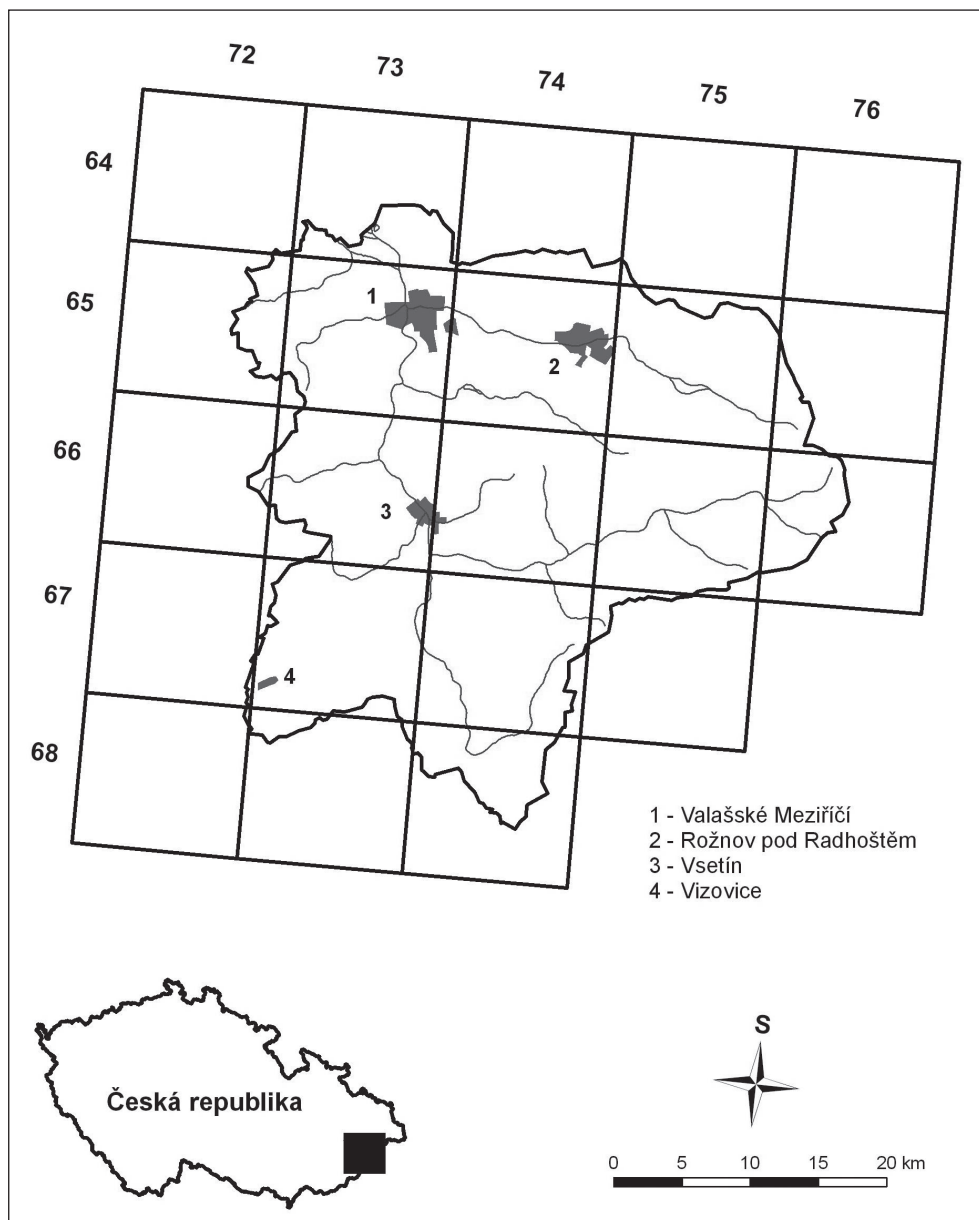 72 73 74 75 76
64
65
66
67
68
1
2
3
4
1 - Valašské Meziříčí
2 - Rožnov pod Radhoštěm
3 - Vsetín
4 - Vizovice
Česká republika
S
0 5 10 15 20 km